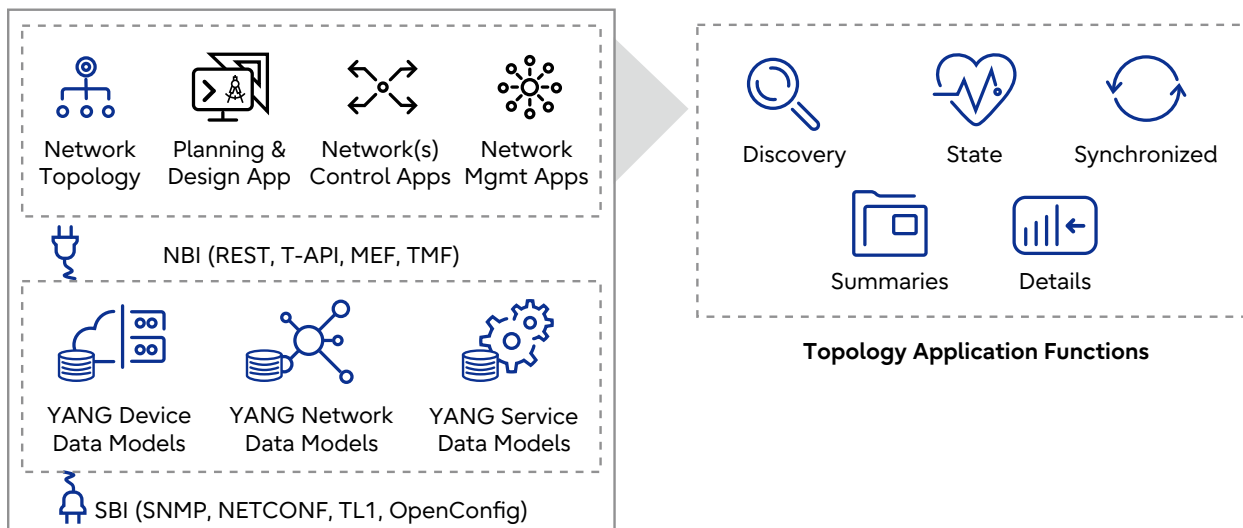 Network
Topology
Planning &
Design App
Network(s)
Control Apps
Network
Mgmt Apps
NBI (REST, T-API, MEF, TMF)
YANG Device
Data Models
YANG Network
Data Models
YANG Service
Data Models
SBI (SNMP, NETCONF, TL1, OpenConfig)
Discovery
State
Synchronized
Summaries
Details
Topology Application Functions